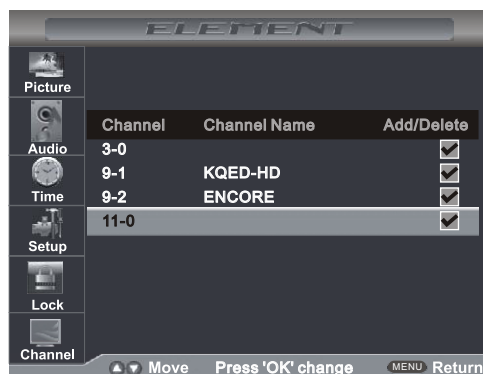 ELEMENT
Picture
Audio
Time
Setup
Lock
Channel
Channel Channel Name Add/Delete
3-0
9-1 KQED-HD
9-2 ENCORE
11-0
Move Press 'OK' change MENU Return